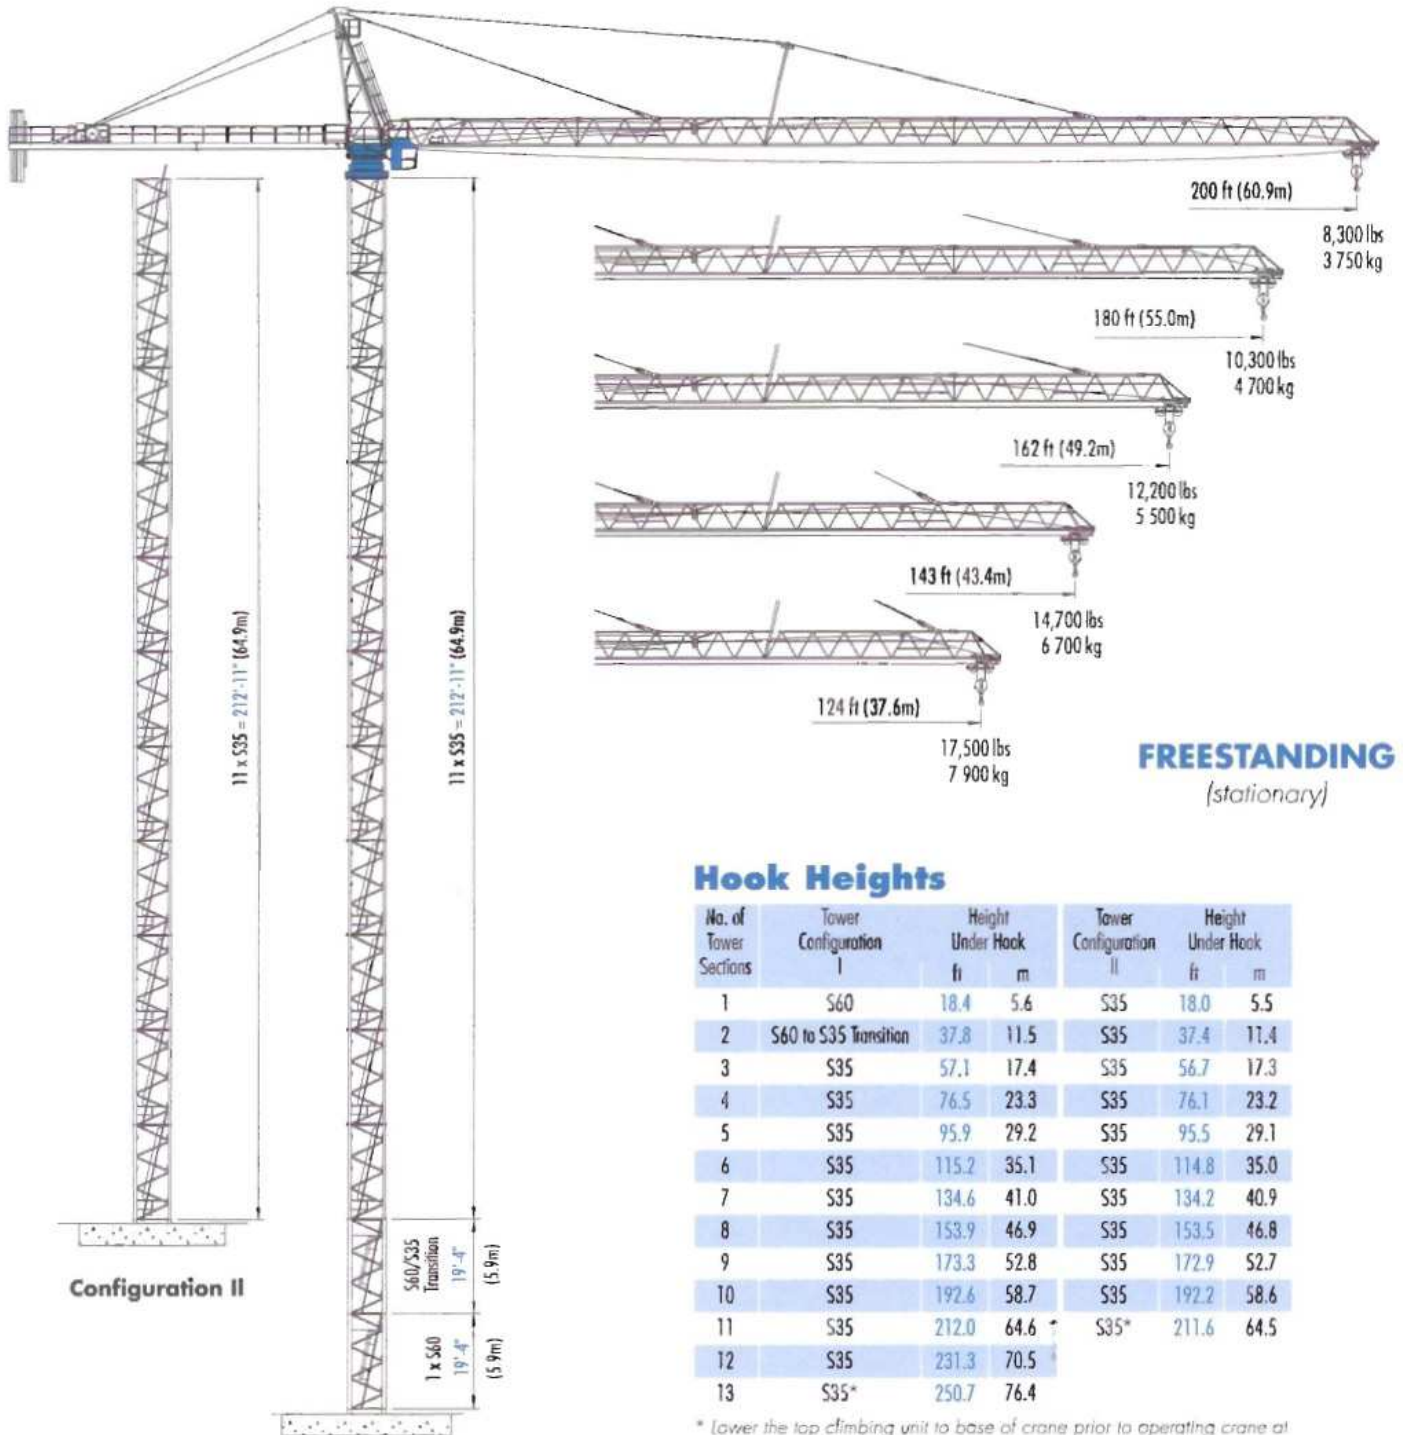 200 ft (60.9m)
8,300 lbs
3 750 kg
180 ft (55.0m)
10,300 lbs
4 700 kg
162 ft (49.2m)
12,200 lbs
5 500 kg
143 ft (43.4m)
14,700 lbs
6 700 kg
124 ft (37.6m)
17,500 lbs
7 900 kg
11 x S35 = 212'-11" (64.9m)
11 x S35 = 212'-11" (64.9m)
S60/S35
Transition
19'-4"
(5.9m)
1 x S60
19'-4"
(5.9m)
Configuration II
FREESTANDING
(stationary)
Hook Heights
No. of Tower Sections | Tower Configuration I | Height Under Hook ft m | Tower Configuration II | Height Under Hook ft m
1 S60 18.4 5.6 S35 18.0 5.5
2 S60 to S35 Transition 37.8 11.5 S35 37.4 11.4
3 S35 57.1 17.4 S35 56.7 17.3
4 S35 76.5 23.3 S35 76.1 23.2
5 S35 95.9 29.2 S35 95.5 29.1
6 S35 115.2 35.1 S35 114.8 35.0
7 S35 134.6 41.0 S35 134.2 40.9
8 S35 153.9 46.9 S35 153.5 46.8
9 S35 173.3 52.8 S35 172.9 52.7
10 S35 192.6 58.7 S35 192.2 58.6
11 S35 212.0 64.6 S35* 211.6 64.5
12 S35 231.3 70.5
13 S35* 250.7 76.4
* Lower the top climbing unit to base of crane prior to operating crane at